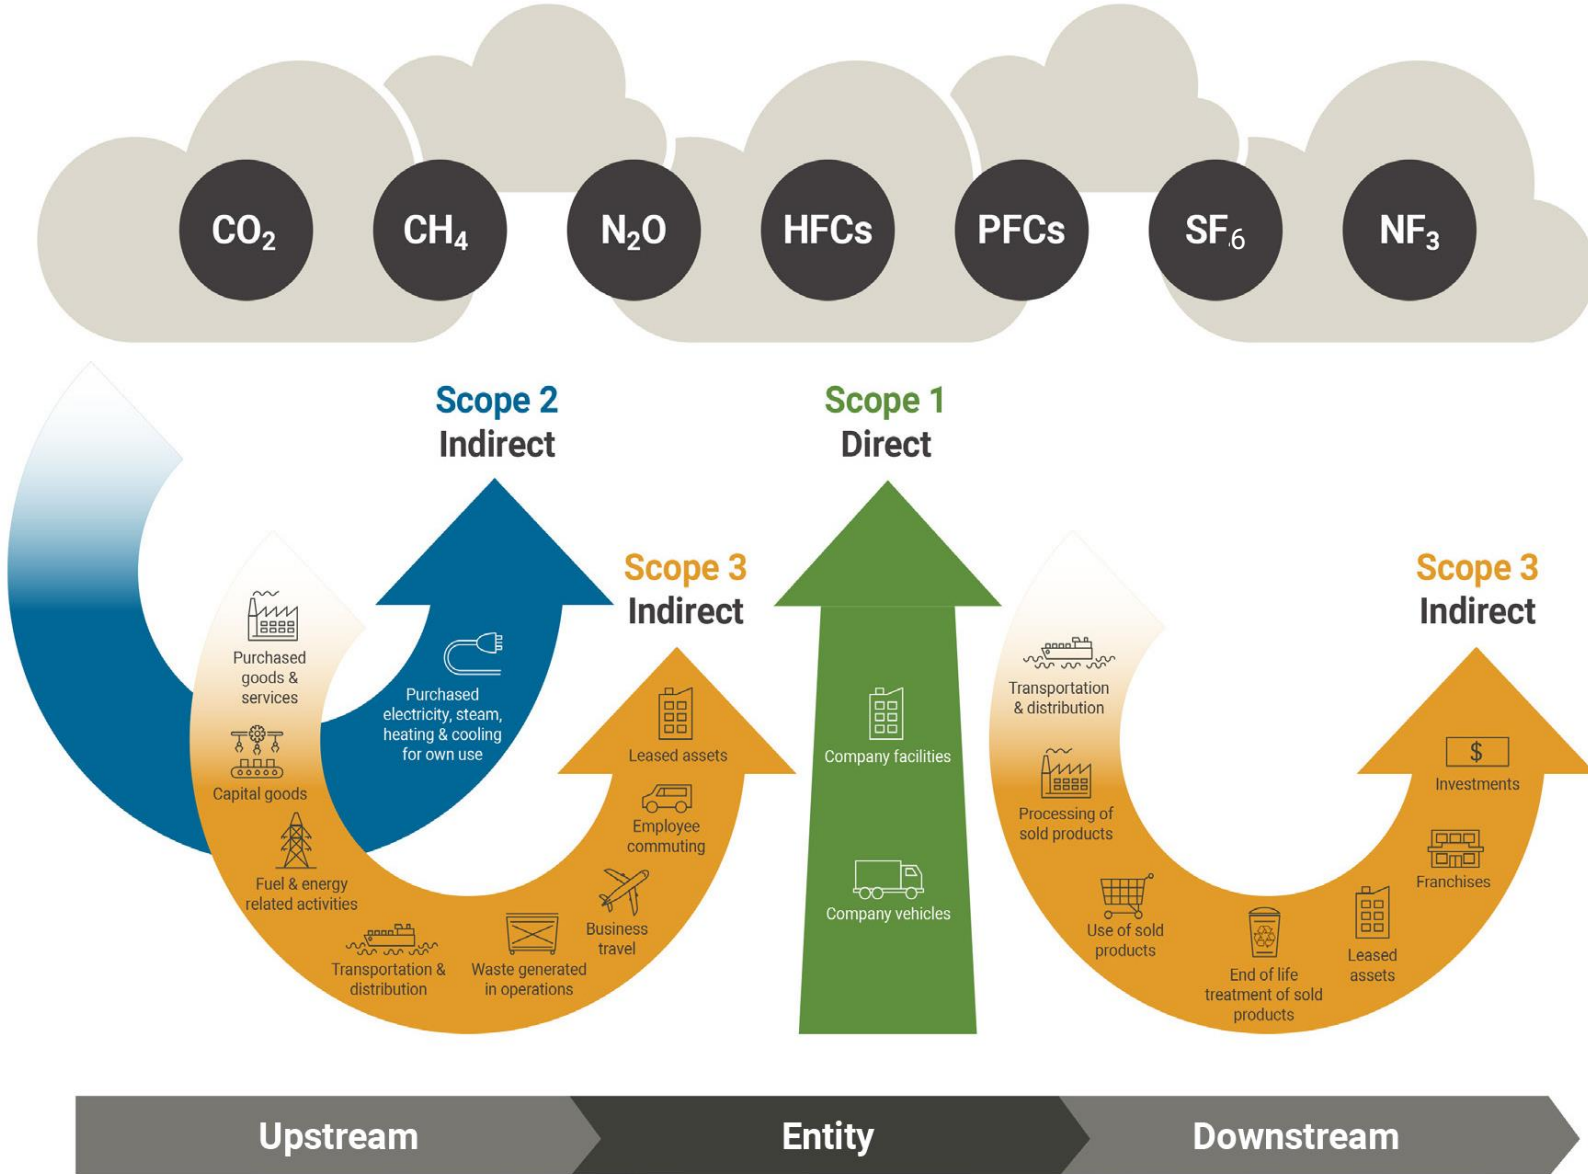 CO₂
CH₄
N₂O
HFCs
PFCs
SF.6
NF₃
Scope 2
Indirect
Purchased
electricity, steam,
heating & cooling
for own use
Scope 3
Indirect
Purchased
goods &
services
Capital goods
Fuel & energy
related activities
Transportation &
distribution
Waste generated
in operations
Business
travel
Employee
commuting
Leased assets
Scope 1
Direct
Company facilities
Company vehicles
Scope 3
Indirect
Transportation
& distribution
Processing of
sold products
Use of sold
products
End of life
treatment of sold
products
Leased
assets
Franchises
$
Investments
Upstream
Entity
Downstream